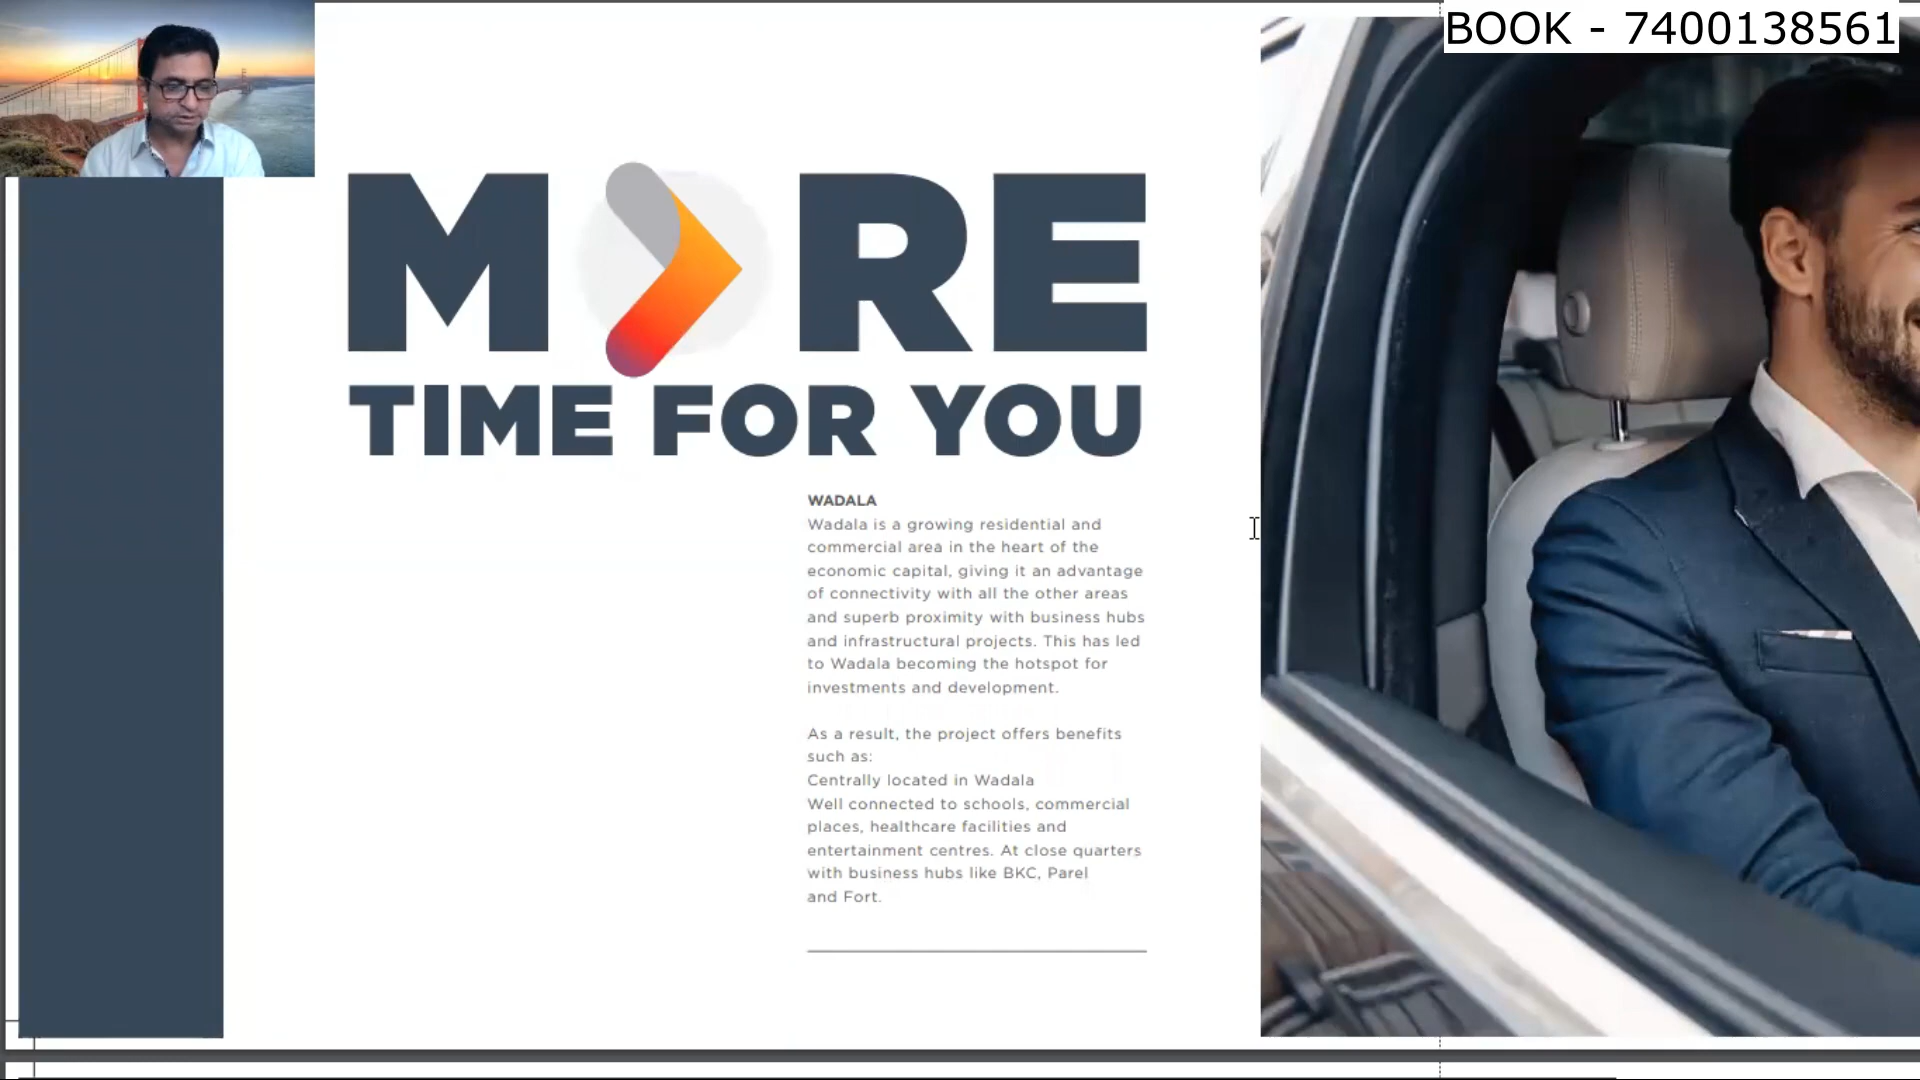 BOOK - 7400138561
MORE
TIME FOR YOU
WADALA
Wadala is a growing residential and
commercial area in the heart of the
economic capital, giving it an advantage
of connectivity with all the other areas
and superb proximity with business hubs
and infrastructural projects. This has led
to Wadala becoming the hotspot for
investments and development.
As a result, the project offers benefits
such as:
Centrally located in Wadala
Well connected to schools, commercial
places, healthcare facilities and
entertainment centres. At close quarters
with business hubs like BKC, Parel
and Fort.